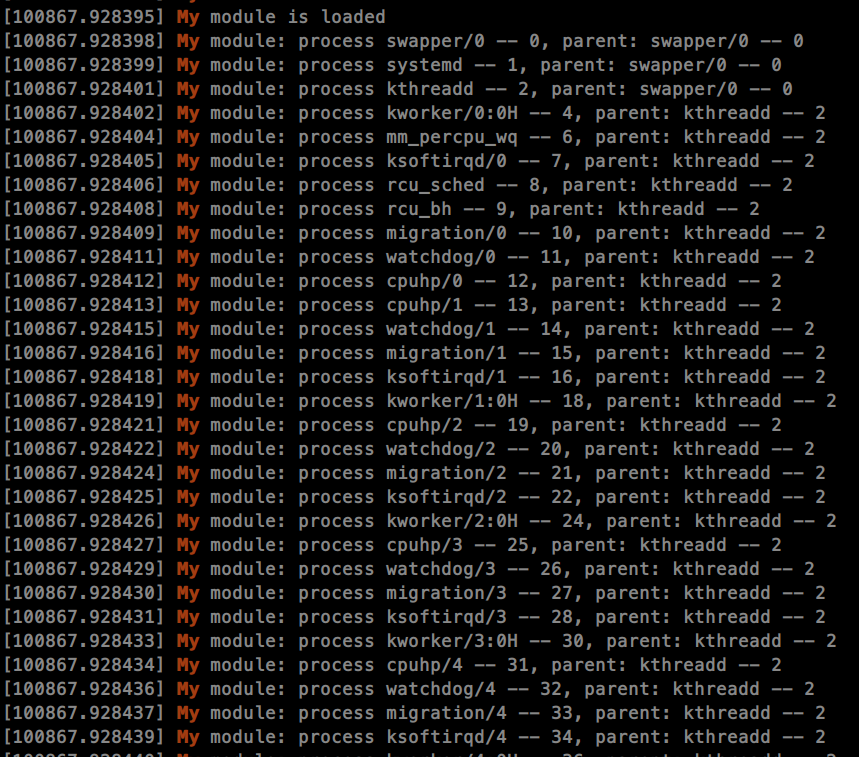 [100867.928395] My module is loaded
[100867.928398] My module: process swapper/0 -- 0, parent: swapper/0 -- 0
[100867.928399] My module: process systemd -- 1, parent: swapper/0 -- 0
[100867.928401] My module: process kthreadd -- 2, parent: swapper/0 -- 0
[100867.928402] My module: process kworker/0:0H -- 4, parent: kthreadd -- 2
[100867.928404] My module: process mm_percpu_wq -- 6, parent: kthreadd -- 2
[100867.928405] My module: process ksoftirqd/0 -- 7, parent: kthreadd -- 2
[100867.928406] My module: process rcu_sched -- 8, parent: kthreadd -- 2
[100867.928408] My module: process rcu_bh -- 9, parent: kthreadd -- 2
[100867.928409] My module: process migration/0 -- 10, parent: kthreadd -- 2
[100867.928411] My module: process watchdog/0 -- 11, parent: kthreadd -- 2
[100867.928412] My module: process cpuhp/0 -- 12, parent: kthreadd -- 2
[100867.928413] My module: process cpuhp/1 -- 13, parent: kthreadd -- 2
[100867.928415] My module: process watchdog/1 -- 14, parent: kthreadd -- 2
[100867.928416] My module: process migration/1 -- 15, parent: kthreadd -- 2
[100867.928418] My module: process ksoftirqd/1 -- 16, parent: kthreadd -- 2
[100867.928419] My module: process kworker/1:0H -- 18, parent: kthreadd -- 2
[100867.928421] My module: process cpuhp/2 -- 19, parent: kthreadd -- 2
[100867.928422] My module: process watchdog/2 -- 20, parent: kthreadd -- 2
[100867.928424] My module: process migration/2 -- 21, parent: kthreadd -- 2
[100867.928425] My module: process ksoftirqd/2 -- 22, parent: kthreadd -- 2
[100867.928426] My module: process kworker/2:0H -- 24, parent: kthreadd -- 2
[100867.928427] My module: process cpuhp/3 -- 25, parent: kthreadd -- 2
[100867.928429] My module: process watchdog/3 -- 26, parent: kthreadd -- 2
[100867.928430] My module: process migration/3 -- 27, parent: kthreadd -- 2
[100867.928431] My module: process ksoftirqd/3 -- 28, parent: kthreadd -- 2
[100867.928433] My module: process kworker/3:0H -- 30, parent: kthreadd -- 2
[100867.928434] My module: process cpuhp/4 -- 31, parent: kthreadd -- 2
[100867.928436] My module: process watchdog/4 -- 32, parent: kthreadd -- 2
[100867.928437] My module: process migration/4 -- 33, parent: kthreadd -- 2
[100867.928439] My module: process ksoftirqd/4 -- 34, parent: kthreadd -- 2
[100867.928440] My module: process kworker/4:0H -- 36, parent: kthreadd -- 2